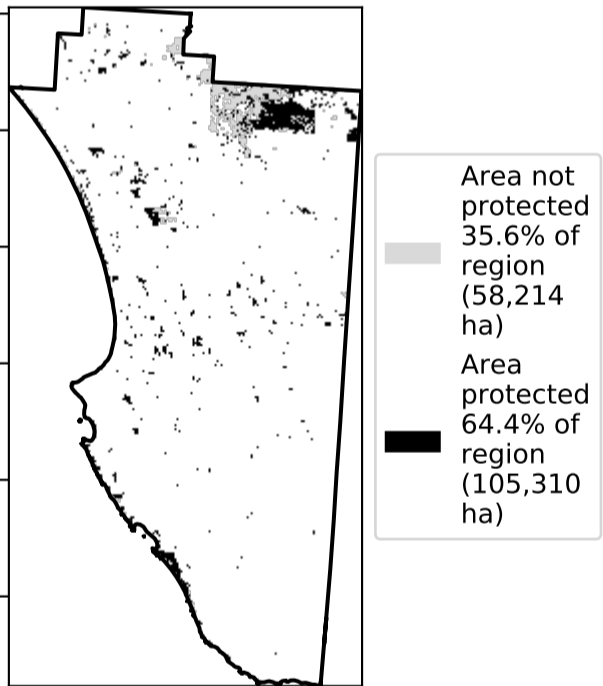 Area not
protected
35.6% of
region
(58,214
ha)
Area
protected
64.4% of
region
(105,310
ha)